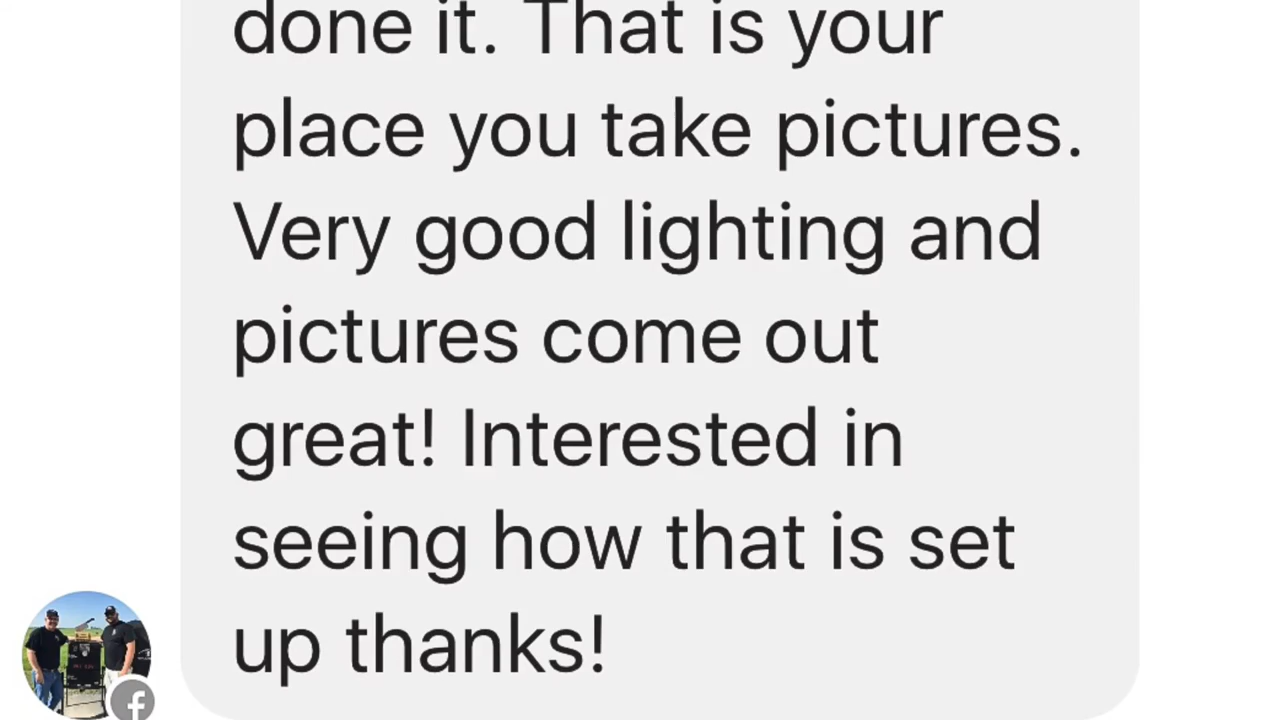 done it. That is your
place you take pictures.
Very good lighting and
pictures come out
great! Interested in
seeing how that is set
up thanks!